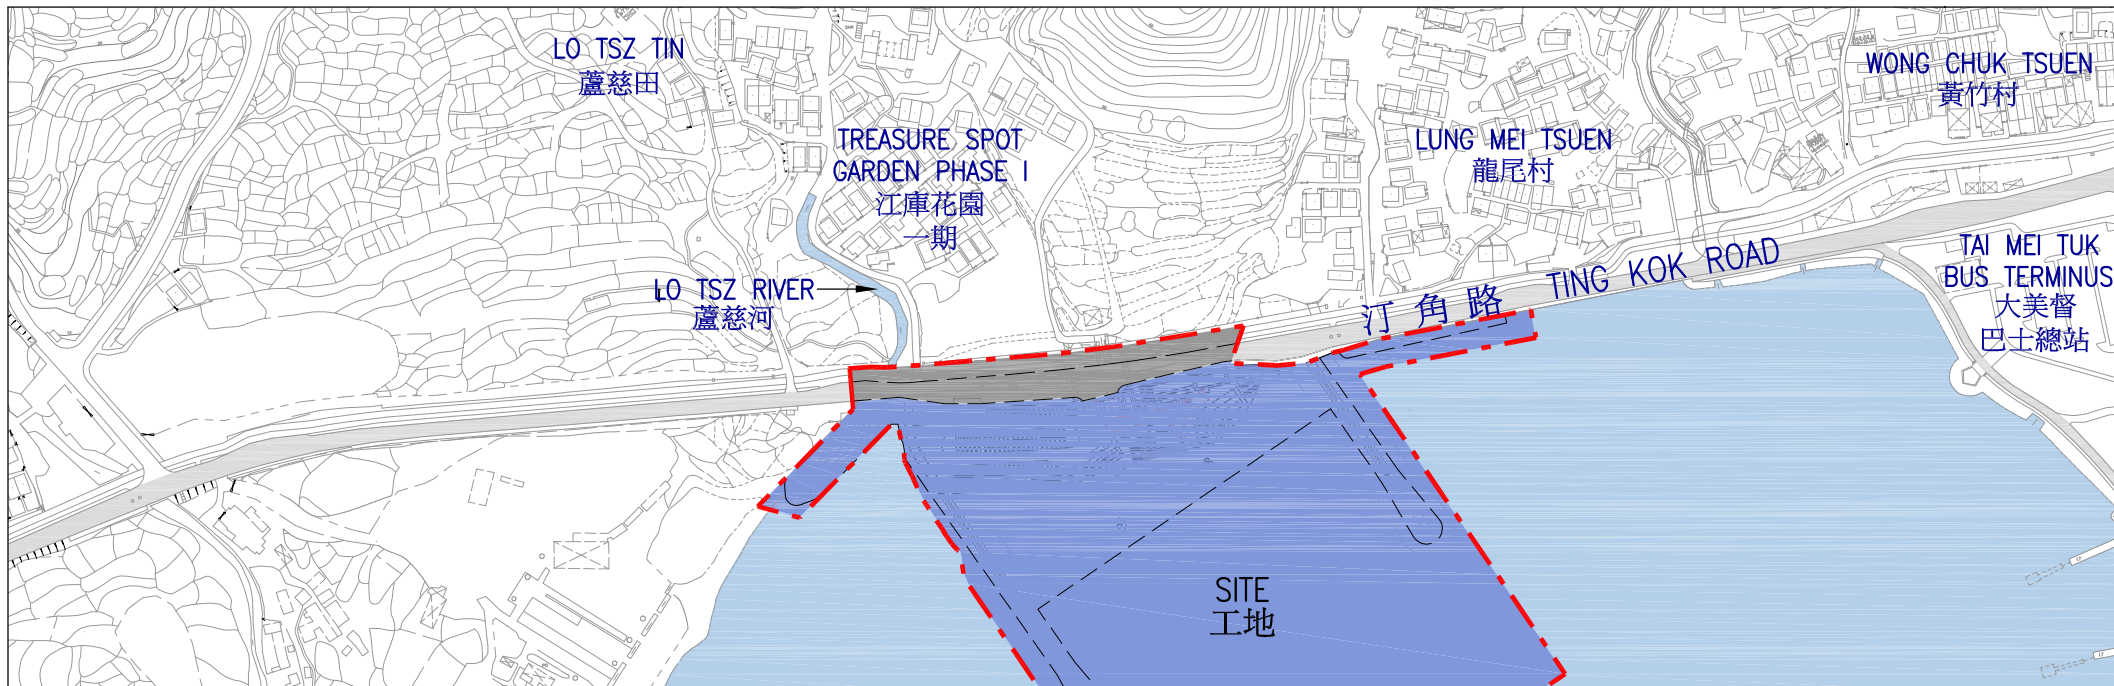 LO TSZ TIN
蘆慈田
TREASURE SPOT
GARDEN PHASE I
江庫花園
一期
LO TSZ RIVER
蘆慈河
LUNG MEI TSUEN
龍尾村
WONG CHUK TSUEN
黃竹村
汀角路 TING KOK ROAD
TAI MEI TUK
BUS TERMINUS
大美督
巴士總站
SITE
工地